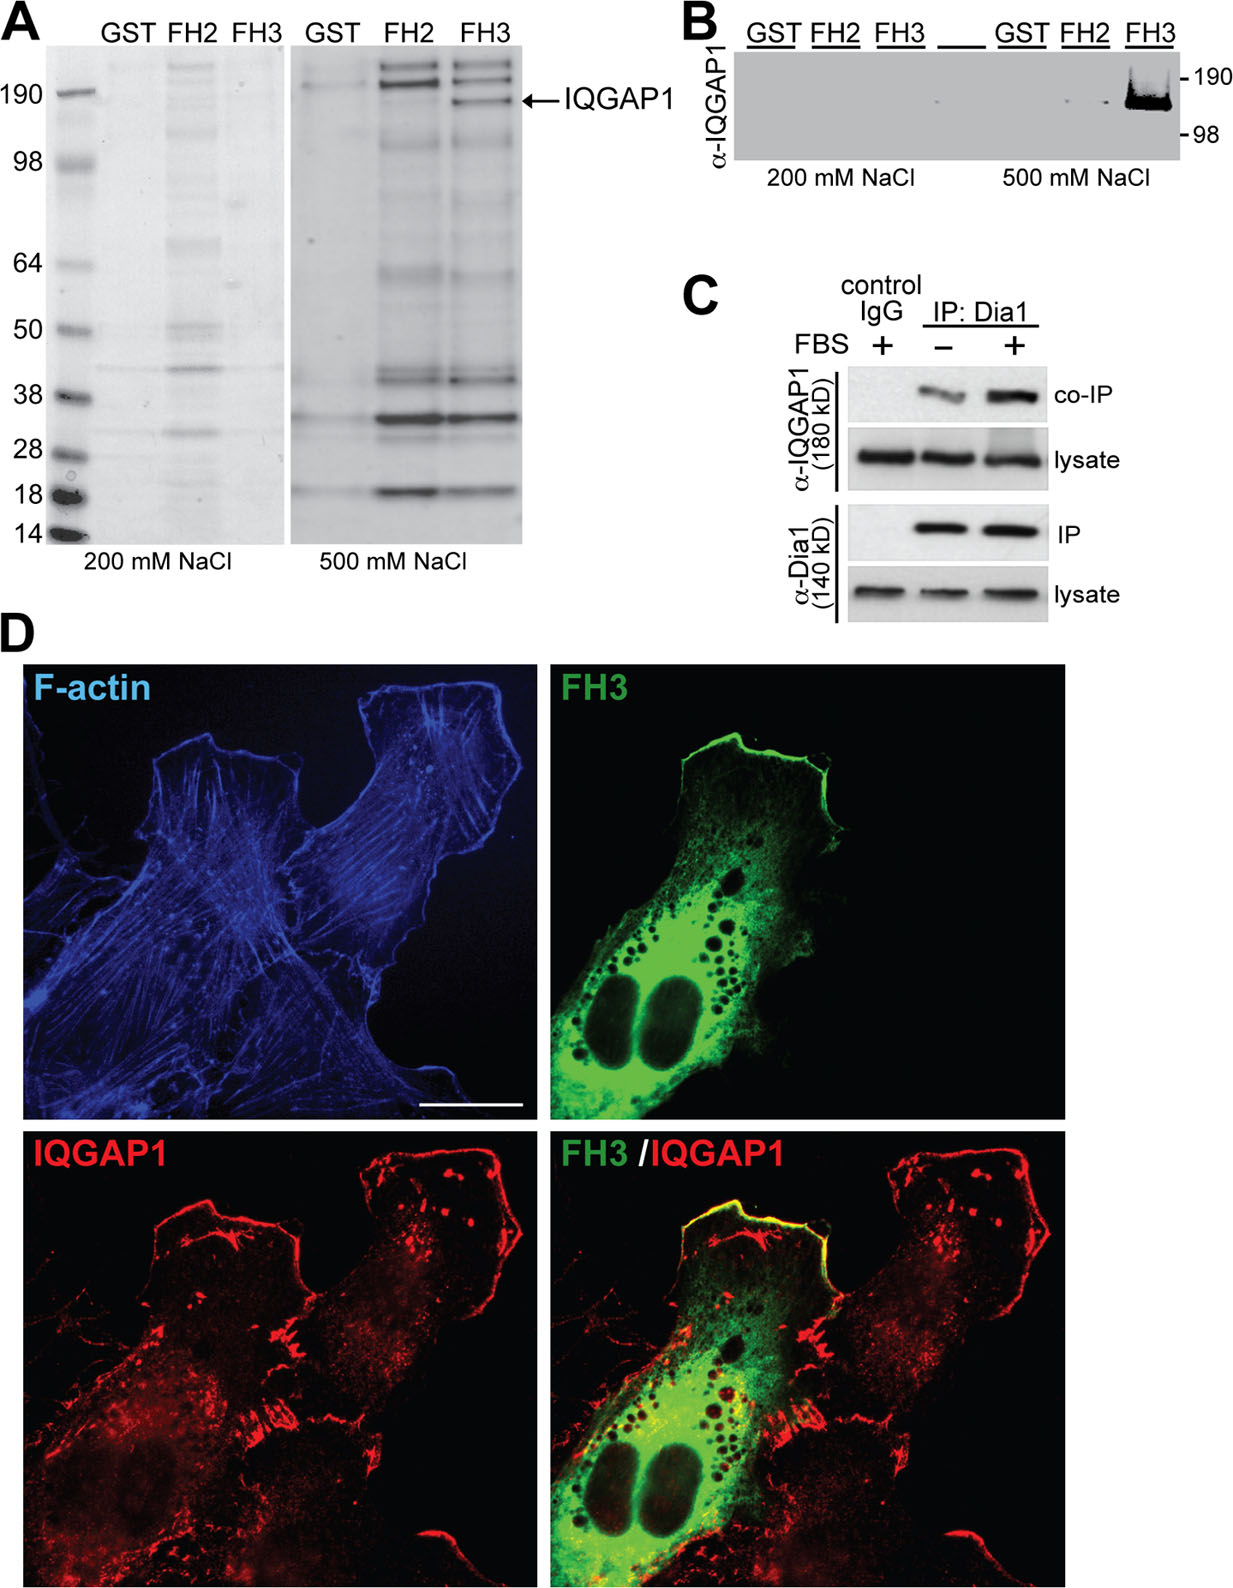 A
GST FH2 FH3 GST FH2 FH3
190
98
64
50
38
28
18
14
IQGAP1
200 mM NaCl 500 mM NaCl
B
GST FH2 FH3 GST FH2 FH3
α-IQGAP1
190
98
200 mM NaCl 500 mM NaCl
C
control
IgG
IP: Dia1
FBS + – +
α-IQGAP1
(180 kD)
co-IP
lysate
α-Dia1
(140 kD)
IP
lysate
D
F-actin
FH3
IQGAP1
FH3 /IQGAP1